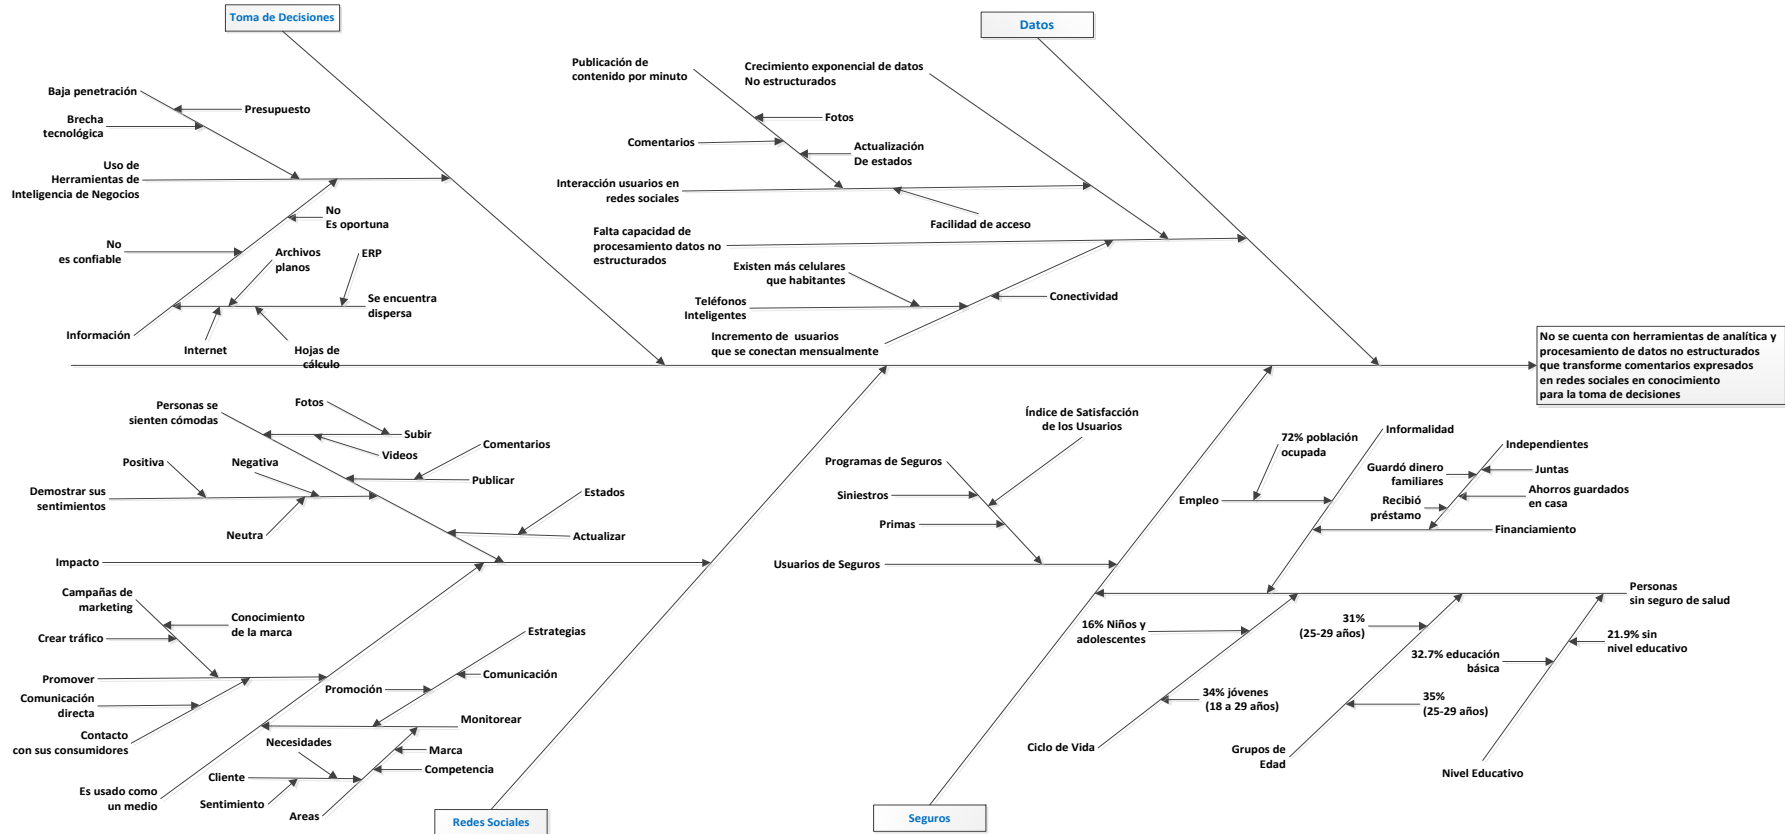 Toma de Decisiones
Datos
Baja penetración
Presupuesto
Brecha
tecnológica
Uso de
Herramientas de
Inteligencia de Negocios
No
Es oportuna
No
es confiable
Archivos
planos
ERP
Se encuentra
dispersa
Información
Internet
Hojas de
cálculo
Publicación de
contenido por minuto
Crecimiento exponencial de datos
No estructurados
Fotos
Comentarios
Actualización
De estados
Interacción usuarios en
redes sociales
Facilidad de acceso
Falta capacidad de
procesamiento datos no
estructurados
Existen más celulares
que habitantes
Teléfonos
Inteligentes
Conectividad
Incremento de  usuarios
que se conectan mensualmente
No se cuenta con herramientas de analítica y
procesamiento de datos no estructurados
que transforme comentarios expresados
en redes sociales en conocimiento
para la toma de decisiones
Personas se
sienten cómodas
Fotos
Subir
Videos
Comentarios
Publicar
Positiva
Negativa
Demostrar sus
sentimientos
Neutra
Estados
Actualizar
Impacto
Campañas de
marketing
Conocimiento
de la marca
Crear tráfico
Promover
Comunicación
directa
Contacto
con sus consumidores
Estrategias
Comunicación
Promoción
Monitorear
Necesidades
Marca
Competencia
Cliente
Sentimiento
Areas
Es usado como
un medio
Redes Sociales
Índice de Satisfacción
de los Usuarios
Programas de Seguros
Siniestros
Primas
Usuarios de Seguros
72% población
ocupada
Informalidad
Empleo
Independientes
Guardó dinero
familiares
Juntas
Recibió
préstamo
Ahorros guardados
en casa
Financiamiento
Personas
sin seguro de salud
16% Niños y
adolescentes
31%
(25-29 años)
21.9% sin
nivel educativo
32.7% educación
básica
34% jóvenes
(18 a 29 años)
35%
(25-29 años)
Ciclo de Vida
Grupos de
Edad
Nivel Educativo
Seguros